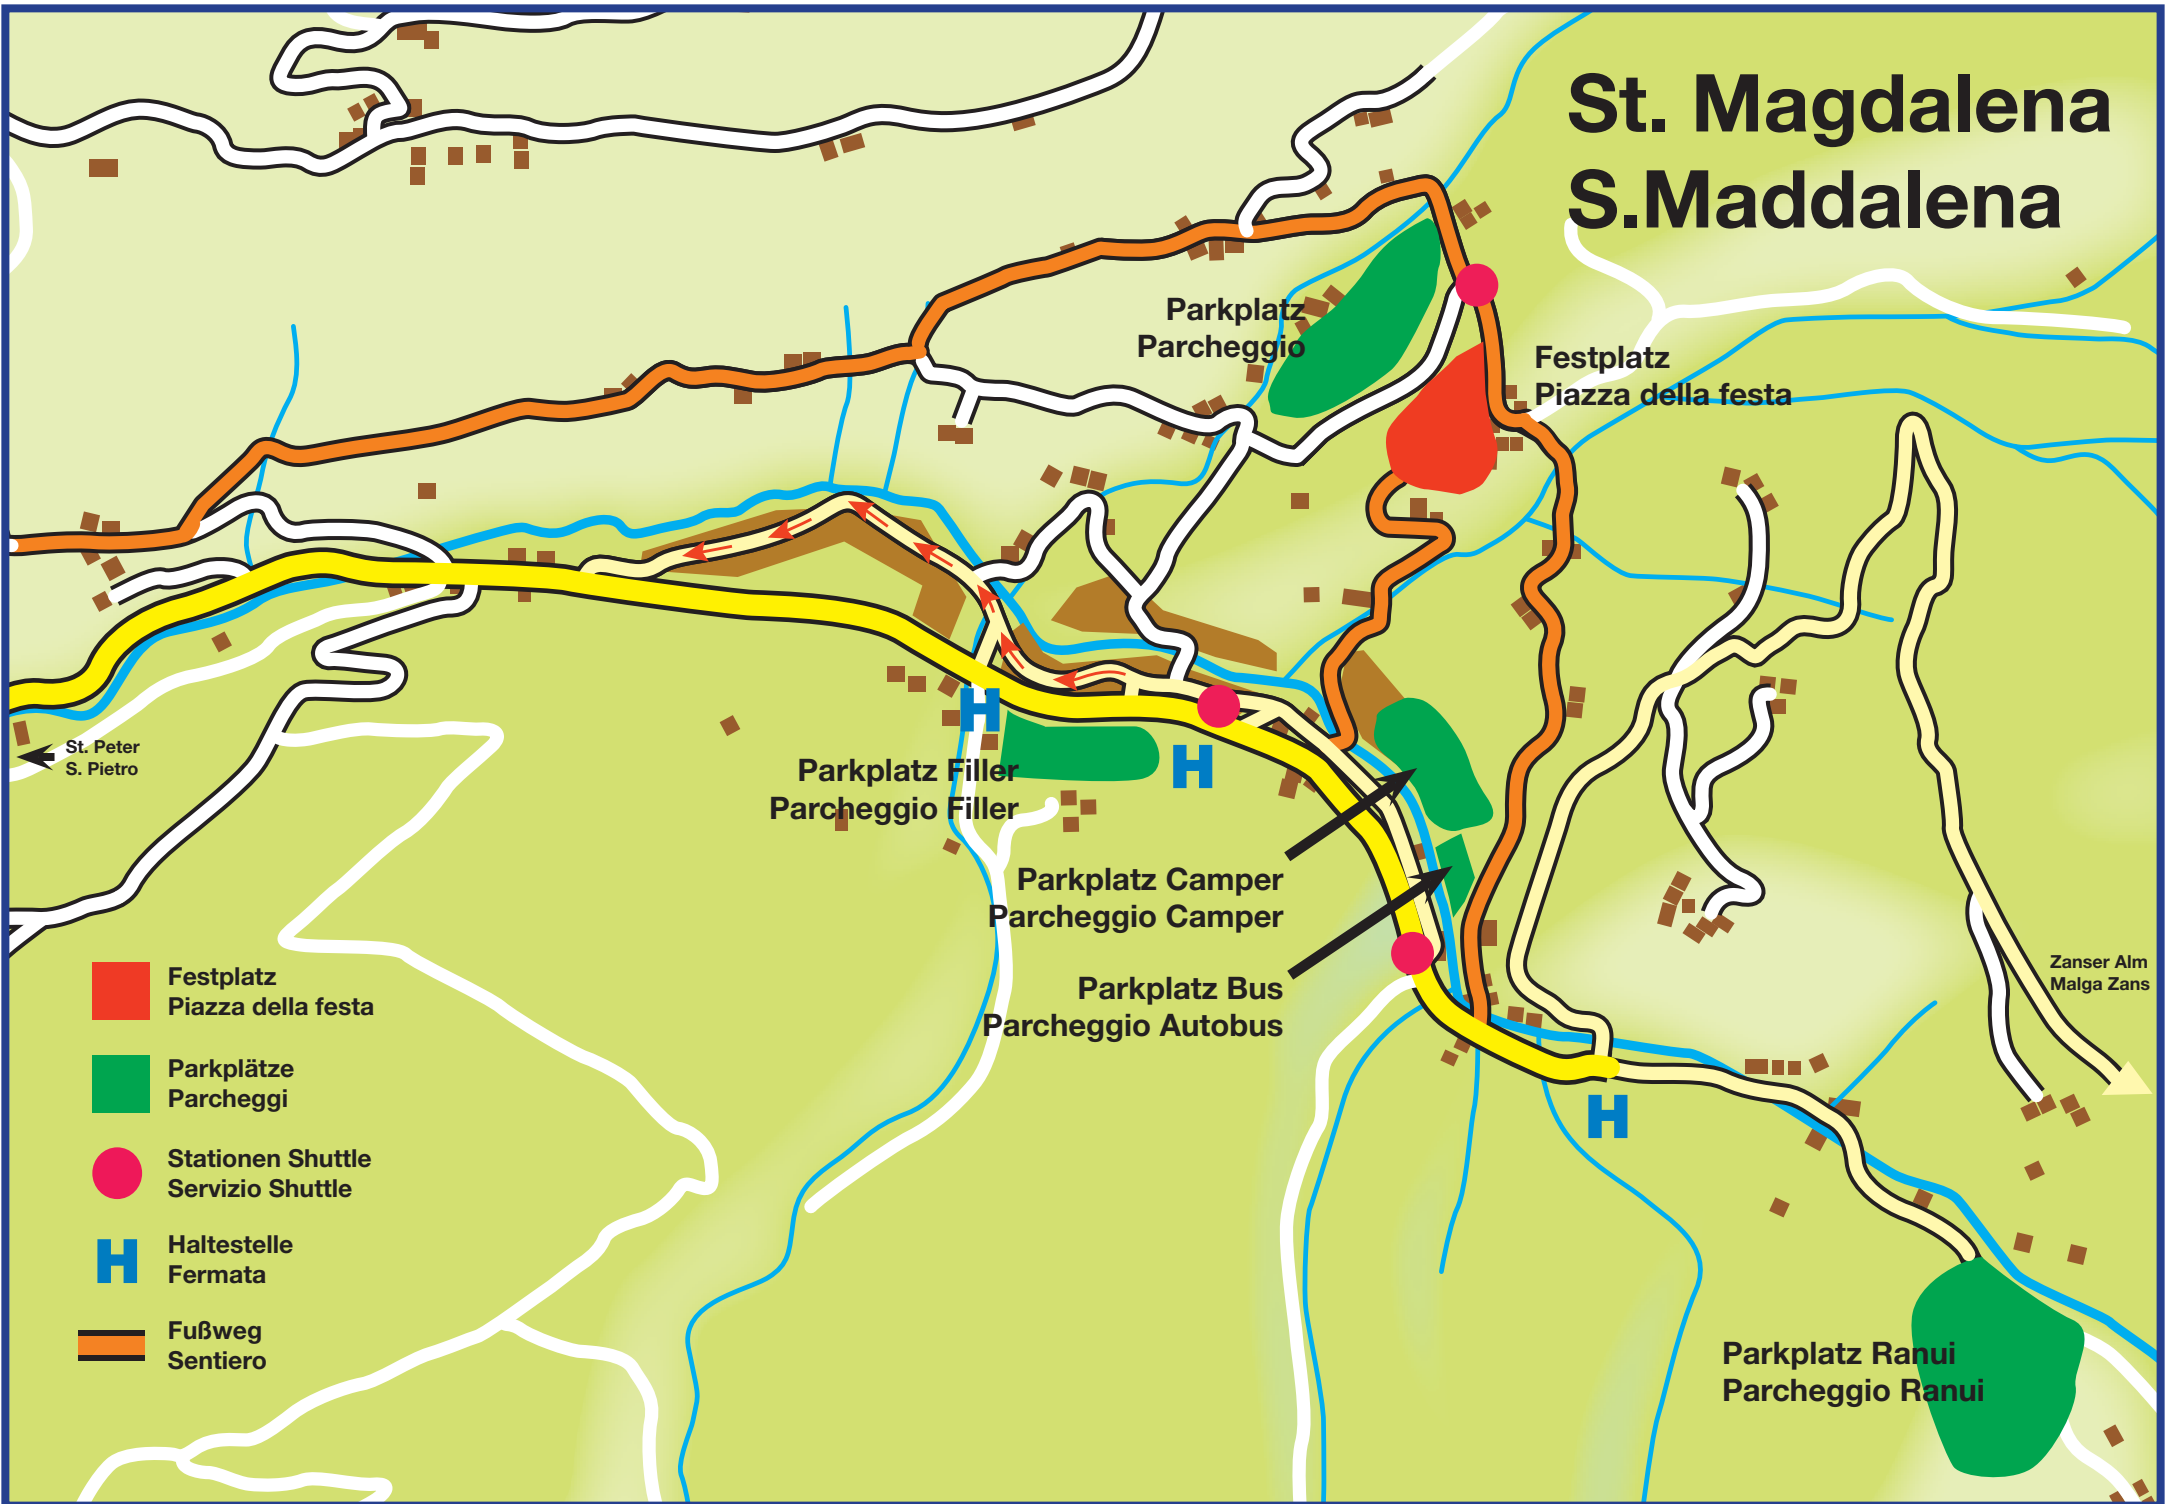 St. Magdalena
S.Maddalena
Parkplatz
Parcheggio
Festplatz
Piazza della festa
St. Peter
S. Pietro
H
H
Parkplatz Filler
Parcheggio Filler
Parkplatz Camper
Parcheggio Camper
Parkplatz Bus
Parcheggio Autobus
Zanser Alm
Malga Zans
H
Parkplatz Ranui
Parcheggio Ranui
Festplatz
Piazza della festa
Parkplätze
Parcheggi
Stationen Shuttle
Servizio Shuttle
H
Haltestelle
Fermata
Fußweg
Sentiero